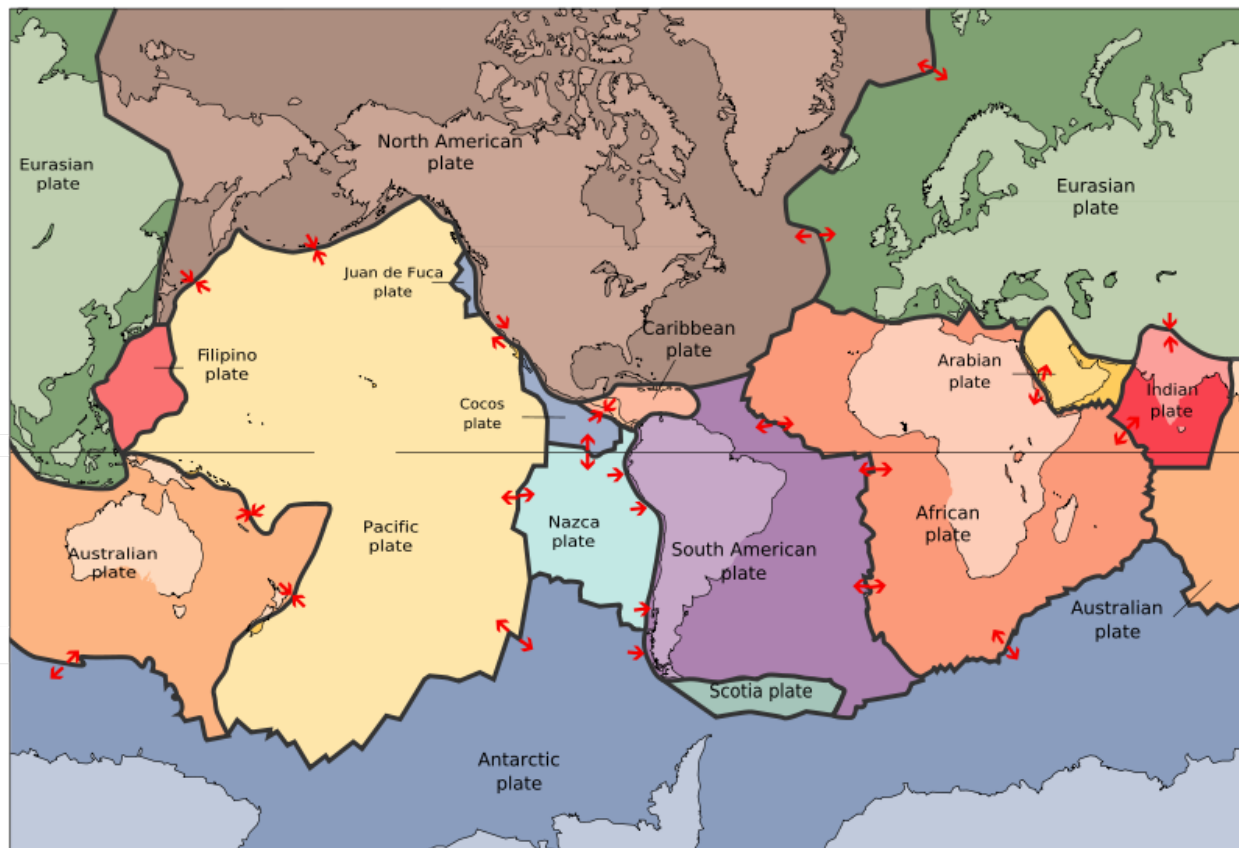 North American
plate
Eurasian
plate
Eurasian
plate
Juan de Fuca
plate
Caribbean
plate
Filipino
plate
Arabian
plate
Indian
plate
Cocos
plate
Pacific
plate
Nazca
plate
South American
plate
African
plate
Australian
plate
Australian
plate
Scotia plate
Antarctic
plate